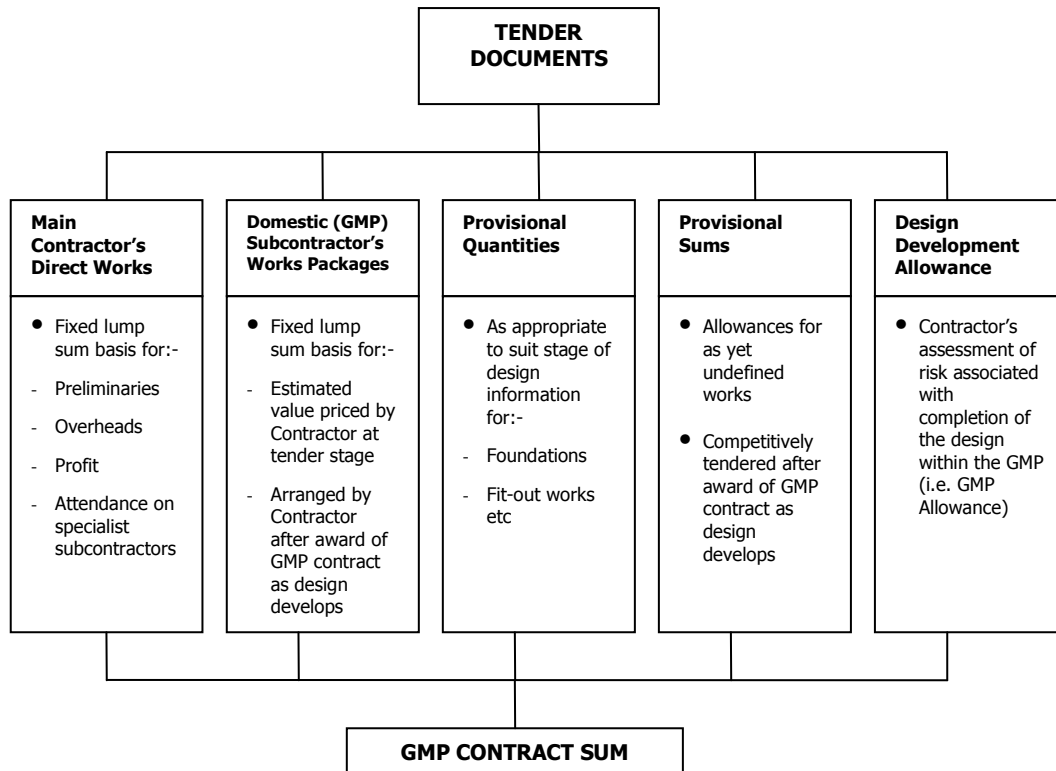 TENDER
DOCUMENTS
Main
Contractor's
Direct Works
● Fixed lump
sum basis for:-
- Preliminaries
- Overheads
- Profit
- Attendance on
specialist
subcontractors
Domestic (GMP)
Subcontractor's
Works Packages
● Fixed lump
sum basis for:-
- Estimated
value priced by
Contractor at
tender stage
- Arranged by
Contractor
after award of
GMP contract
as design
develops
Provisional
Quantities
● As appropriate
to suit stage of
design
information
for:-
- Foundations
- Fit-out works
etc
Provisional
Sums
● Allowances for
as yet
undefined
works
● Competitively
tendered after
award of GMP
contract as
design
develops
Design
Development
Allowance
● Contractor's
assessment of
risk associated
with
completion of
the design
within the GMP
(i.e. GMP
Allowance)
GMP CONTRACT SUM